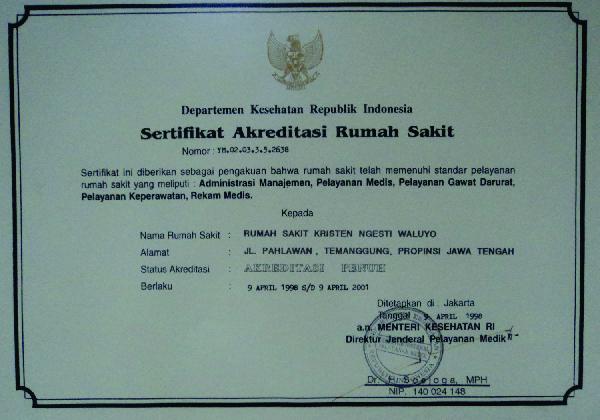 Departemen Kesehatan Republik Indonesia
Sertifikat Akreditasi Rumah Sakit
Nomor : YM.02.03.3.5.2638
Sertifikat ini diberikan sebagai pengakuan bahwa rumah sakit telah memenuhi standar pelayanan
rumah sakit yang meliputi : Administrasi Manajemen, Pelayanan Medis, Pelayanan Gawat Darurat,
Pelayanan Keperawatan, Rekam Medis.
Kepada
Nama Rumah Sakit : RUMAH SAKIT KRISTEN NGESTI WALUYO
Alamat : JL. PAHLAWAN, TEMANGGUNG, PROPINSI JAWA TENGAH
Status Akreditasi : AKREDITASI PENUH
Berlaku : 9 APRIL 1998 S/D 9 APRIL 2001
Ditetapkan di : Jakarta
Tanggal 9 APRIL 1998
a.n. MENTERI KESEHATAN RI
Direktur Jenderal Pelayanan Medik
Dr. H. Soejoga, MPH
NIP. 140 024 148